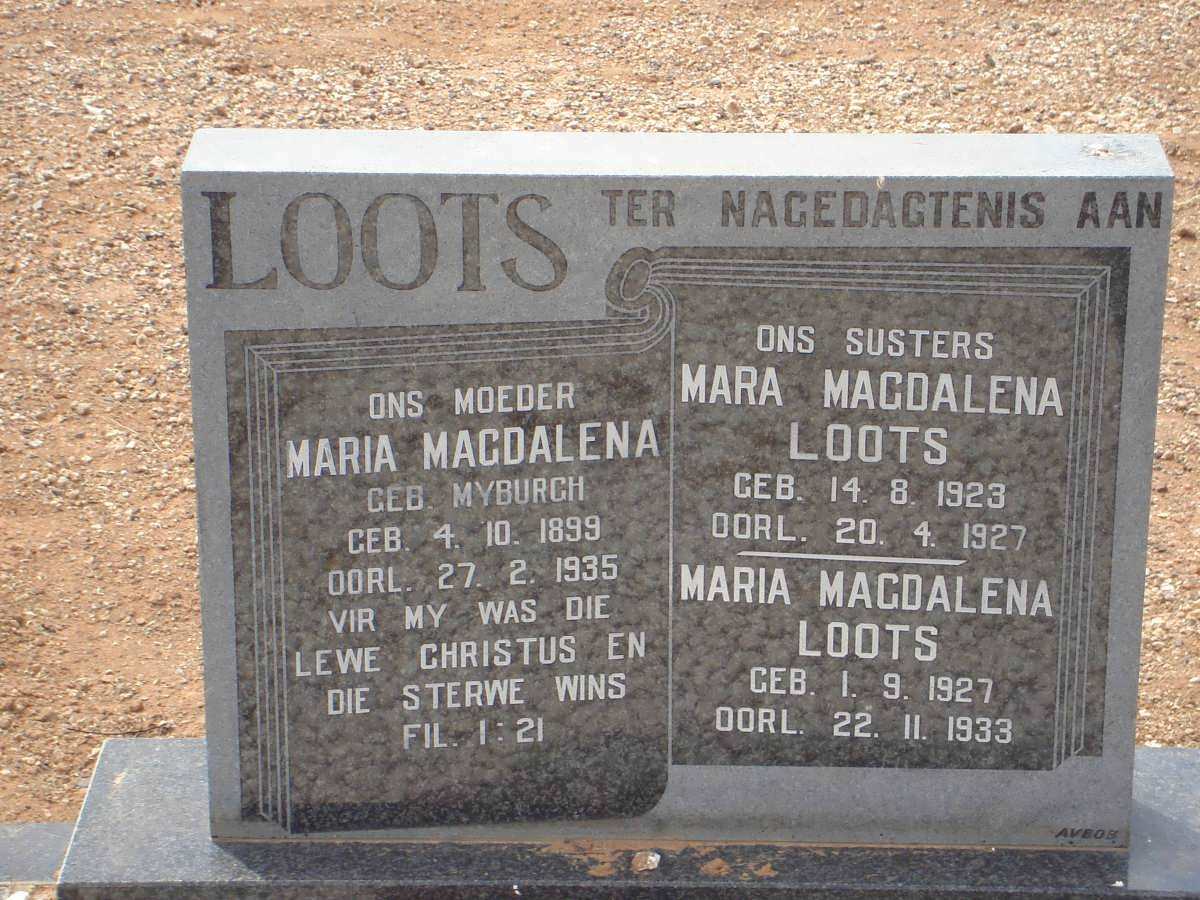 LOOTS TER NAGEDAGTENIS AAN
ONS MOEDER
MARIA MAGDALENA
GEB. MYBURGH
GEB. 4. 10. 1899
OORL. 27. 2. 1935
VIR MY WAS DIE
LEWE CHRISTUS EN
DIE STERWE WINS
FIL. 1:21
ONS SUSTERS
MARA MAGDALENA
LOOTS
GEB. 14. 8. 1923
OORL. 20. 4. 1927
MARIA MAGDALENA
LOOTS
GEB. 1. 9. 1927
OORL. 22. 11. 1933
AVBOB